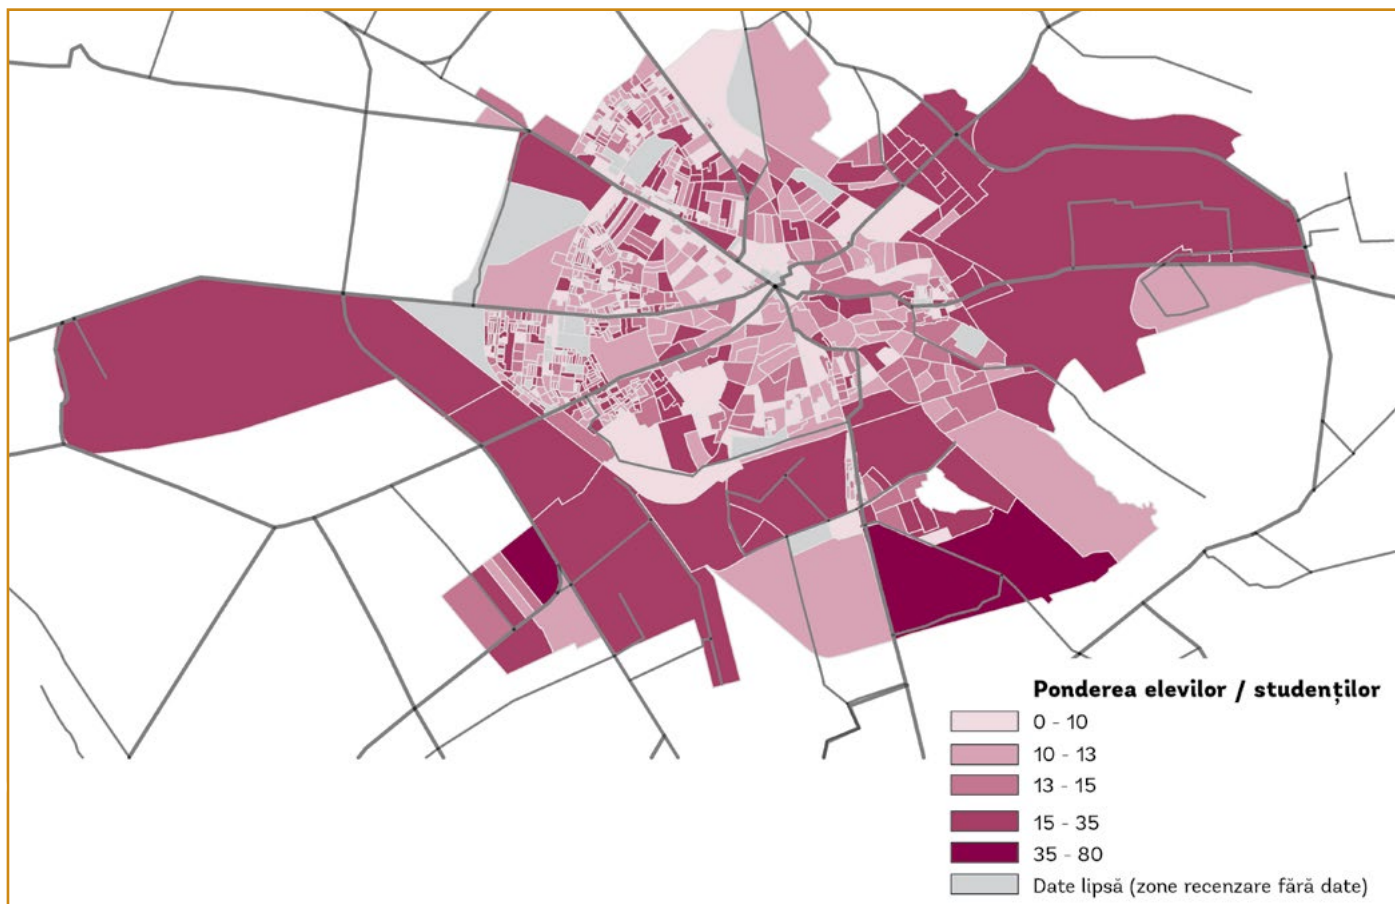 Ponderea elevilor / studenților
0 - 10
10 - 13
13 - 15
15 - 35
35 - 80
Date lipsă (zone recenzare fără date)